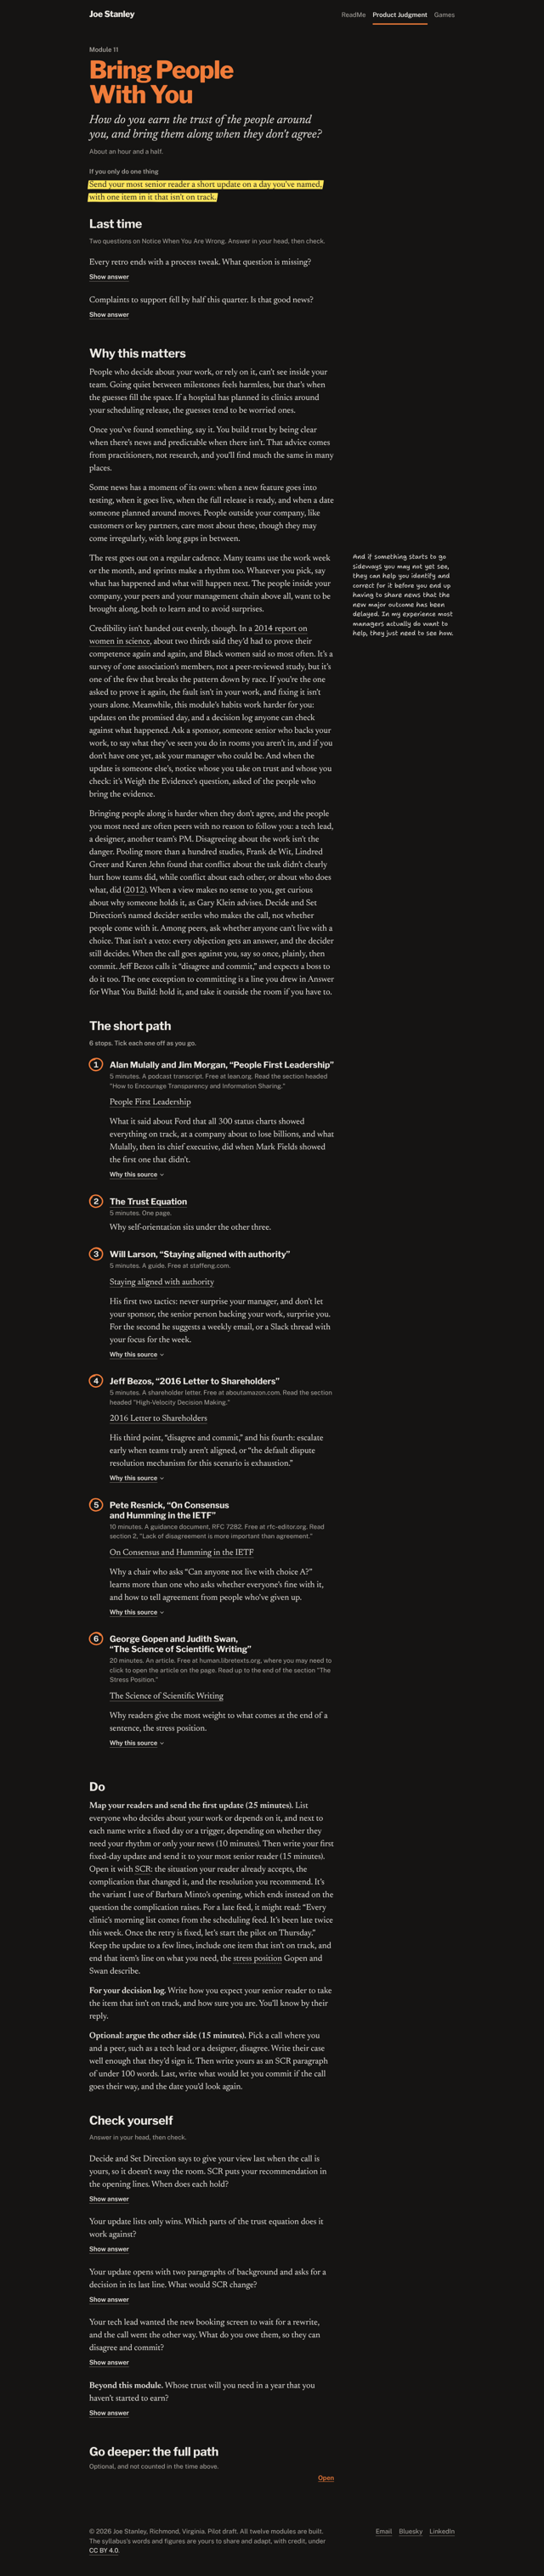 Joe Stanley
ReadMe Product Judgment Games
Module 11
Bring People
With You
How do you earn the trust of the people around
you, and bring them along when they don't agree?
About an hour and a half.
If you only do one thing
Send your most senior reader a short update on a day you've named,
with one item in it that isn't on track.
Last time
Two questions on Notice When You Are Wrong. Answer in your head, then check.
Every retro ends with a process tweak. What question is missing?
Show answer
Complaints to support fell by half this quarter. Is that good news?
Show answer
Why this matters
People who decide about your work, or rely on it, can't see inside your
team. Going quiet between milestones feels harmless, but that's when
the guesses fill the space. If a hospital has planned its clinics around
your scheduling release, the guesses tend to be worried ones.
Once you've found something, say it. You build trust by being clear
when there's news and predictable when there isn't. That advice comes
from practitioners, not research, and you'll find much the same in many
places.
Some news has a moment of its own: when a new feature goes into
testing, when it goes live, when the full release is ready, and when a date
someone planned around moves. People outside your company, like
customers or key partners, care most about these, though they may
come irregularly, with long gaps in between.
The rest goes out on a regular cadence. Many teams use the work week
or the month, and sprints make a rhythm too. Whatever you pick, say
what has happened and what will happen next. The people inside your
company, your peers and your management chain above all, want to be
brought along, both to learn and to avoid surprises.
And if something starts to go
sideways you may not yet see,
they can help you identify and
correct for it before you end up
having to share news that the
new major outcome has been
delayed. In my experience most
managers actually do want to
help, they just need to see how.
Credibility isn't handed out evenly, though. In a 2014 report on
women in science, about two thirds said they'd had to prove their
competence again and again, and Black women said so most often. It's a
survey of one association's members, not a peer-reviewed study, but it's
one of the few that breaks the pattern down by race. If you're the one
asked to prove it again, the fault isn't in your work, and fixing it isn't
yours alone. Meanwhile, this module's habits work harder for you:
updates on the promised day, and a decision log anyone can check
against what happened. Ask a sponsor, someone senior who backs your
work, to say what they've seen you do in rooms you aren't in, and if you
don't have one yet, ask your manager who could be. And when the
update is someone else's, notice whose you take on trust and whose you
check: it's Weigh the Evidence's question, asked of the people who
bring the evidence.
Bringing people along is harder when they don't agree, and the people
you most need are often peers with no reason to follow you: a tech lead,
a designer, another team's PM. Disagreeing about the work isn't the
danger. Pooling more than a hundred studies, Frank de Wit, Lindred
Greer and Karen Jehn found that conflict about the task didn't clearly
hurt how teams did, while conflict about each other, or about who does
what, did (2012). When a view makes no sense to you, get curious
about why someone holds it, as Gary Klein advises. Decide and Set
Direction's named decider settles who makes the call, not whether
people come with it. Among peers, ask whether anyone can't live with a
choice. That isn't a veto: every objection gets an answer, and the decider
still decides. When the call goes against you, say so once, plainly, then
commit. Jeff Bezos calls it “disagree and commit,” and expects a boss to
do it too. The one exception to committing is a line you drew in Answer
for What You Build: hold it, and take it outside the room if you have to.
The short path
6 stops. Tick each one off as you go.
1 Alan Mulally and Jim Morgan, “People First Leadership”
5 minutes. A podcast transcript. Free at lean.org. Read the section headed
"How to Encourage Transparency and Information Sharing."
People First Leadership
What it said about Ford that all 300 status charts showed
everything on track, at a company about to lose billions, and what
Mulally, then its chief executive, did when Mark Fields showed
the first one that didn't.
Why this source
2 The Trust Equation
5 minutes. One page.
Why self-orientation sits under the other three.
3 Will Larson, “Staying aligned with authority”
5 minutes. A guide. Free at staffeng.com.
Staying aligned with authority
His first two tactics: never surprise your manager, and don't let
your sponsor, the senior person backing your work, surprise you.
For the second he suggests a weekly email, or a Slack thread with
your focus for the week.
Why this source
4 Jeff Bezos, “2016 Letter to Shareholders”
5 minutes. A shareholder letter. Free at aboutamazon.com. Read the section
headed "High-Velocity Decision Making."
2016 Letter to Shareholders
His third point, “disagree and commit,” and his fourth: escalate
early when teams truly aren't aligned, or “the default dispute
resolution mechanism for this scenario is exhaustion.”
Why this source
5 Pete Resnick, “On Consensus
and Humming in the IETF”
10 minutes. A guidance document, RFC 7282. Free at rfc-editor.org. Read
section 2, "Lack of disagreement is more important than agreement."
On Consensus and Humming in the IETF
Why a chair who asks “Can anyone not live with choice A?”
learns more than one who asks whether everyone's fine with it,
and how to tell agreement from people who've given up.
Why this source
6 George Gopen and Judith Swan,
“The Science of Scientific Writing”
20 minutes. An article. Free at human.libretexts.org, where you may need to
click to open the article on the page. Read up to the end of the section "The
Stress Position."
The Science of Scientific Writing
Why readers give the most weight to what comes at the end of a
sentence, the stress position.
Why this source
Do
Map your readers and send the first update (25 minutes). List
everyone who decides about your work or depends on it, and next to
each name write a fixed day or a trigger, depending on whether they
need your rhythm or only your news (10 minutes). Then write your first
fixed-day update and send it to your most senior reader (15 minutes).
Open it with SCR: the situation your reader already accepts, the
complication that changed it, and the resolution you recommend. It's
the variant I use of Barbara Minto's opening, which ends instead on the
question the complication raises. For a late feed, it might read: “Every
clinic's morning list comes from the scheduling feed. It's been late twice
this week. Once the retry is fixed, let's start the pilot on Thursday.”
Keep the update to a few lines, include one item that isn't on track, and
end that item's line on what you need, the stress position Gopen and
Swan describe.
For your decision log. Write how you expect your senior reader to take
the item that isn't on track, and how sure you are. You'll know by their
reply.
Optional: argue the other side (15 minutes). Pick a call where you
and a peer, such as a tech lead or a designer, disagree. Write their case
well enough that they'd sign it. Then write yours as an SCR paragraph
of under 100 words. Last, write what would let you commit if the call
goes their way, and the date you'd look again.
Check yourself
Answer in your head, then check.
Decide and Set Direction says to give your view last when the call is
yours, so it doesn't sway the room. SCR puts your recommendation in
the opening lines. When does each hold?
Show answer
Your update lists only wins. Which parts of the trust equation does it
work against?
Show answer
Your update opens with two paragraphs of background and asks for a
decision in its last line. What would SCR change?
Show answer
Your tech lead wanted the new booking screen to wait for a rewrite,
and the call went the other way. What do you owe them, so they can
disagree and commit?
Show answer
Beyond this module. Whose trust will you need in a year that you
haven't started to earn?
Show answer
Go deeper: the full path
Optional, and not counted in the time above.
Open
© 2026 Joe Stanley, Richmond, Virginia. Pilot draft. All twelve modules are built.
The syllabus's words and figures are yours to share and adapt, with credit, under
CC BY 4.0.
Email Bluesky LinkedIn